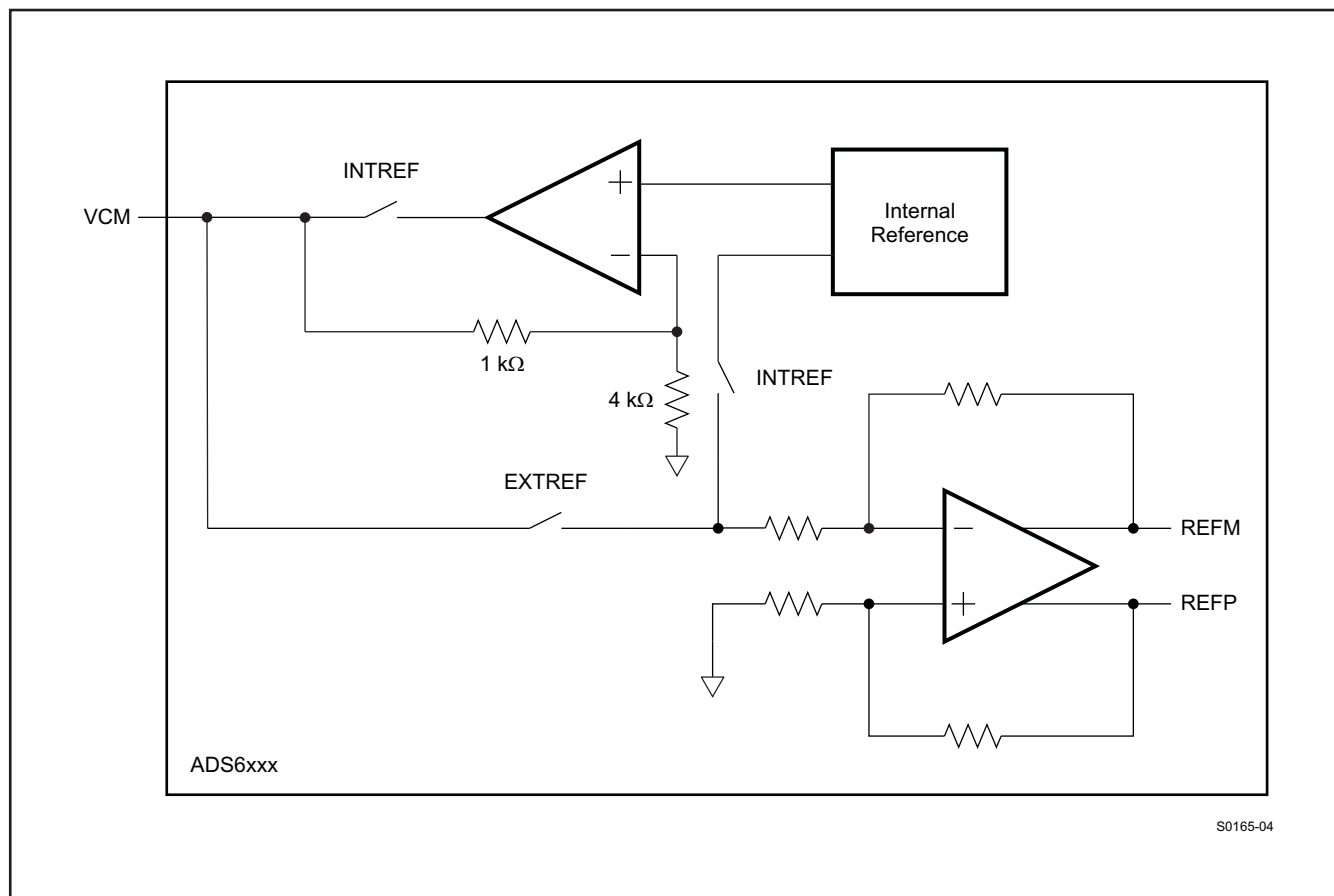 INTREF
VCM
+
−
Internal
Reference
1 kΩ
4 kΩ
INTREF
EXTREF
−
REFM
+
REFP
ADS6xxx
S0165-04